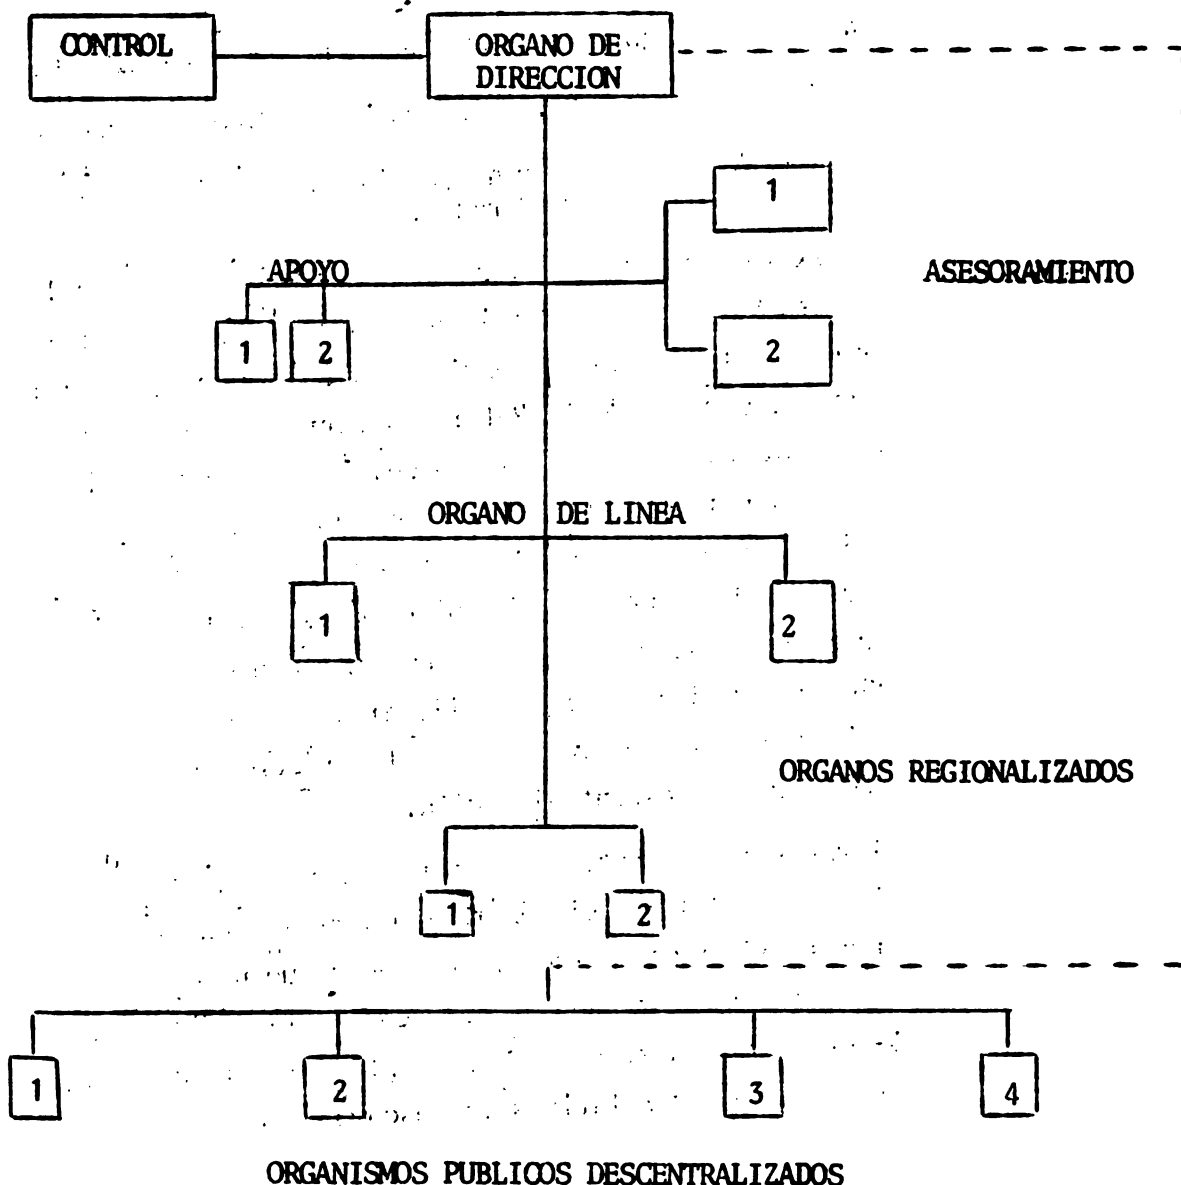 CONTROL
ORGANO DE
DIRECCION
1
APOYO
ASESORAMIENTO
1 2
2
ORGANO DE LINEA
1
2
ORGANOS REGIONALIZADOS
1
2
1
2
3
4
ORGANISMOS PUBLICOS DESCENTRALIZADOS